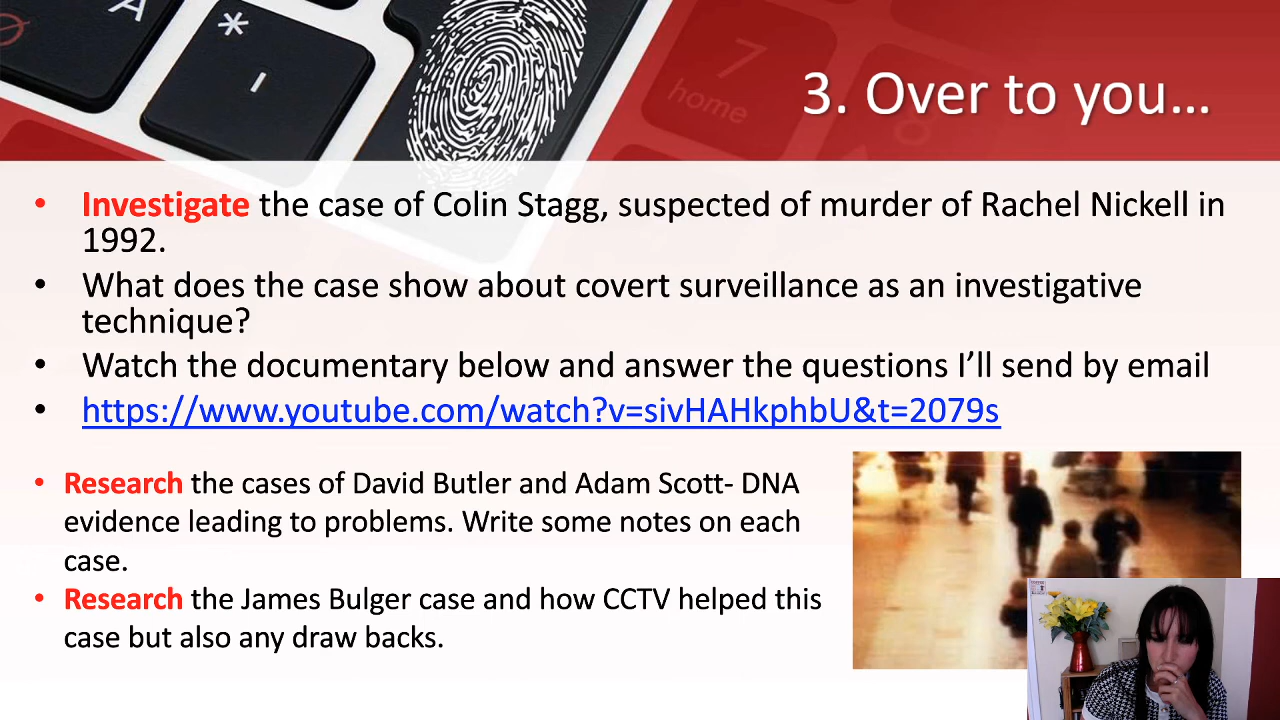 A
*
7
home
3. Over to you...
Investigate the case of Colin Stagg, suspected of murder of Rachel Nickell in
1992.
What does the case show about covert surveillance as an investigative
technique?
Watch the documentary below and answer the questions I'll send by email
https://www.youtube.com/watch?v=sivHAHkphbU&t=2079s
Research the cases of David Butler and Adam Scott- DNA
evidence leading to problems. Write some notes on each
case.
Research the James Bulger case and how CCTV helped this
case but also any draw backs.